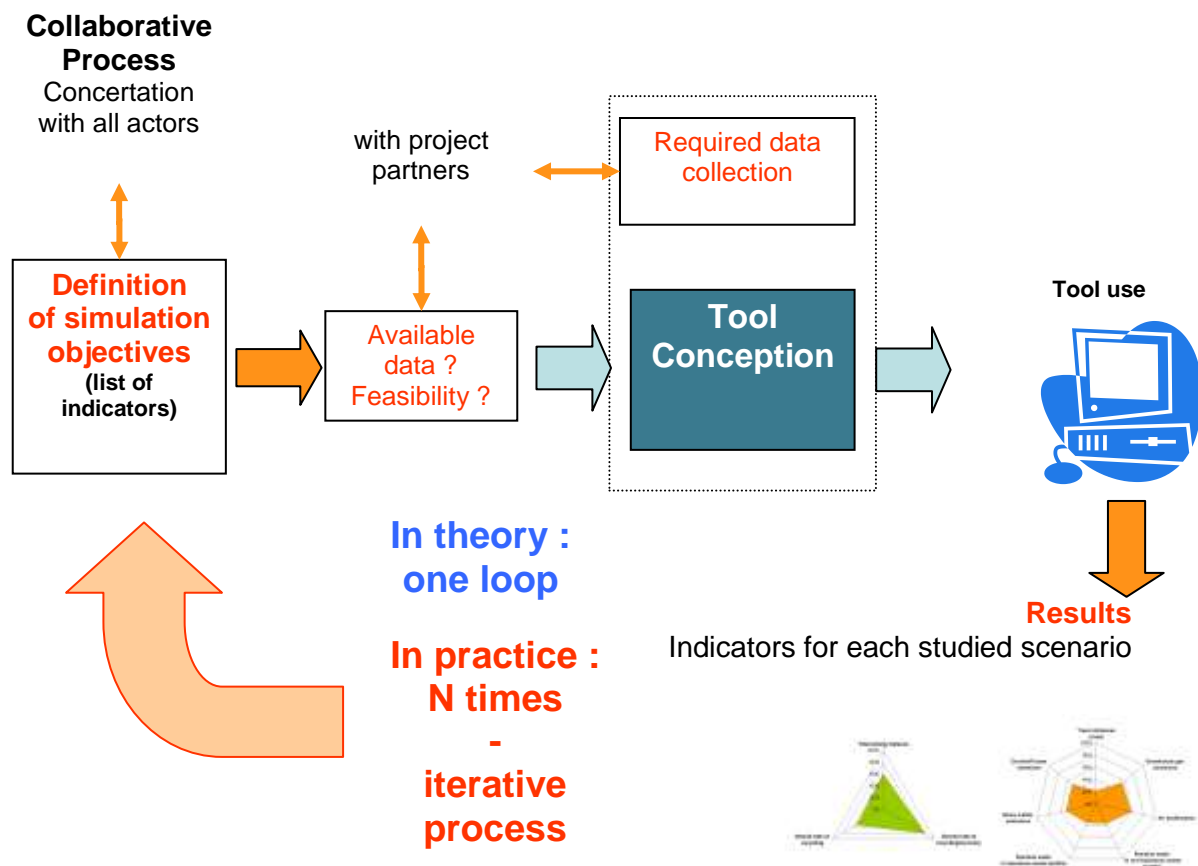 Collaborative
Process
Concertation
with all actors
with project
partners
Required data
collection
Definition
of simulation
objectives
(list of
indicators)
Available
data ?
Feasibility ?
Tool
Conception
Tool use
In theory :
one loop
In practice :
N times
-
iterative
process
Results
Indicators for each studied scenario